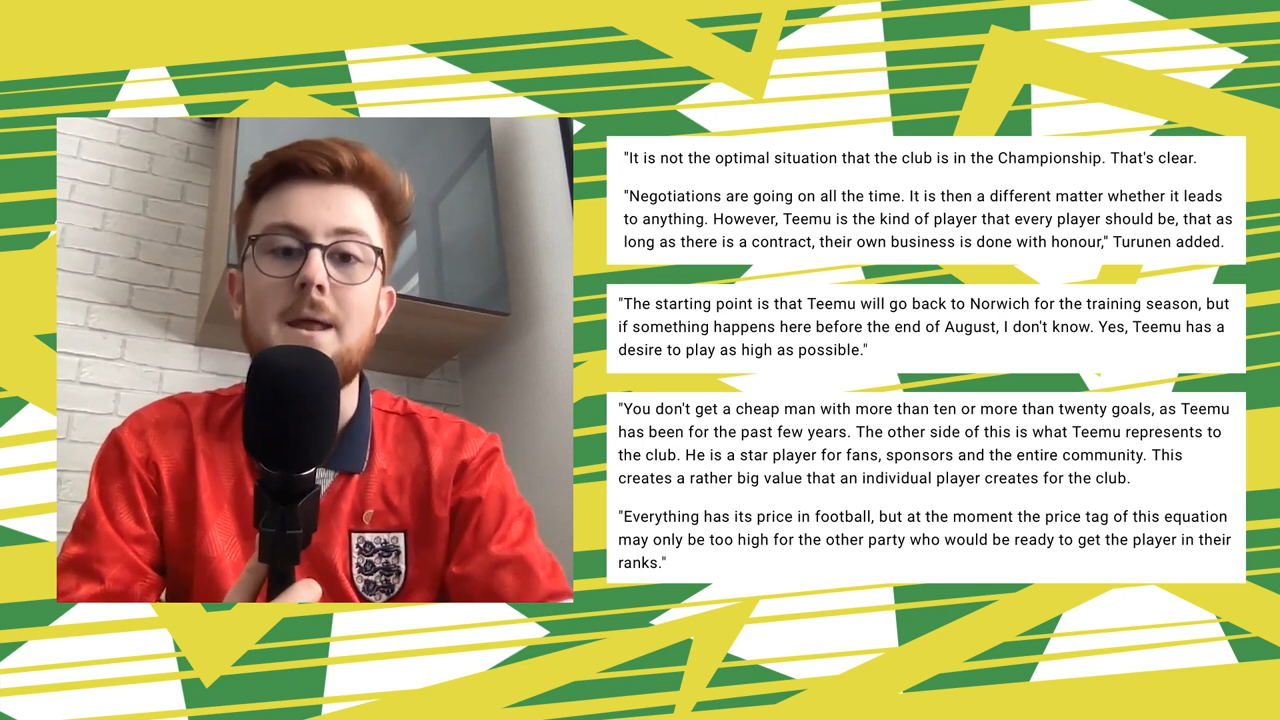 "It is not the optimal situation that the club is in the Championship. That's clear.
"Negotiations are going on all the time. It is then a different matter whether it leads
to anything. However, Teemu is the kind of player that every player should be, that as
long as there is a contract, their own business is done with honour," Turunen added.
"The starting point is that Teemu will go back to Norwich for the training season, but
if something happens here before the end of August, I don't know. Yes, Teemu has a
desire to play as high as possible."
"You don't get a cheap man with more than ten or more than twenty goals, as Teemu
has been for the past few years. The other side of this is what Teemu represents to
the club. He is a star player for fans, sponsors and the entire community. This
creates a rather big value that an individual player creates for the club.
"Everything has its price in football, but at the moment the price tag of this equation
may only be too high for the other party who would be ready to get the player in their
ranks."